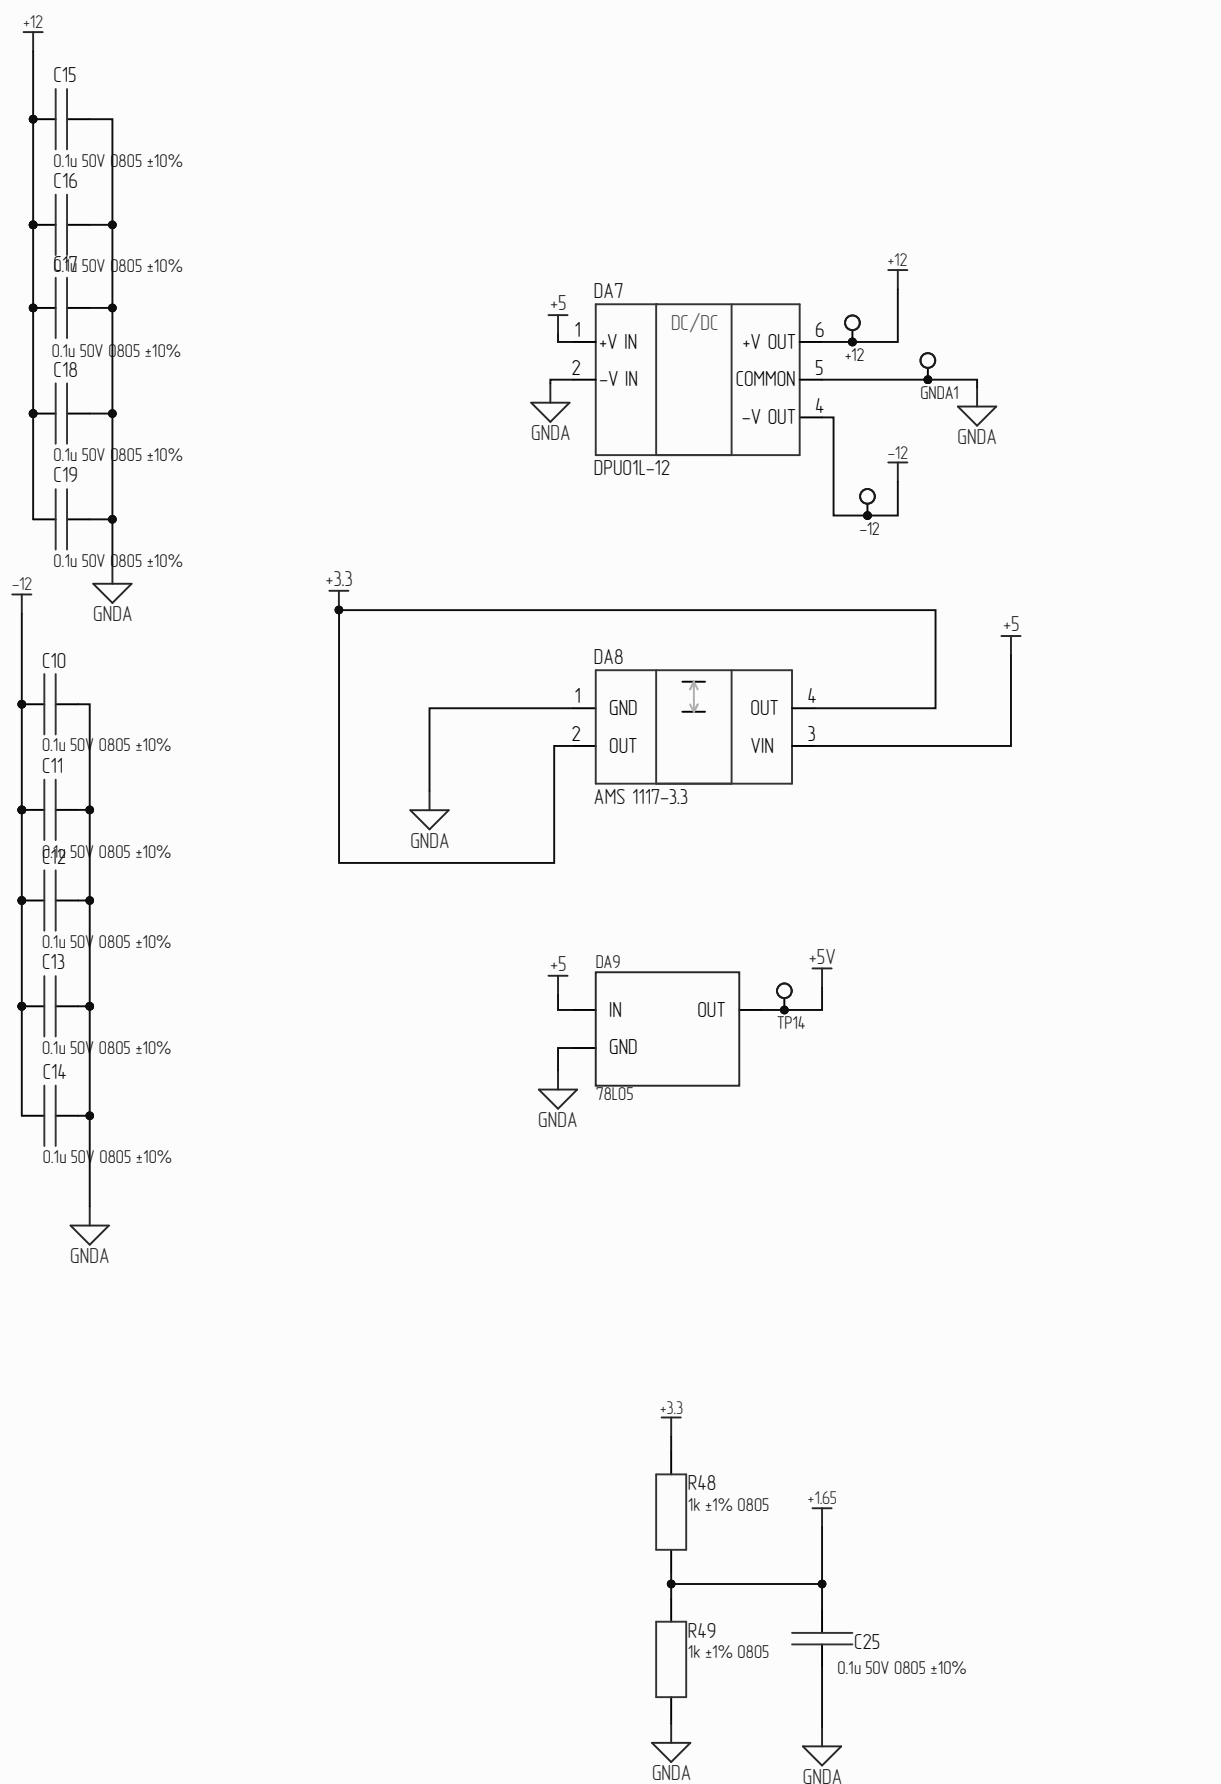 +12
C15
0.1u 50V 0805 ±10%
C16
0.1u 50V 0805 ±10%
C17
0.1u 50V 0805 ±10%
C18
0.1u 50V 0805 ±10%
C19
0.1u 50V 0805 ±10%
GNDA
-12
C10
0.1u 50V 0805 ±10%
C11
0.1u 50V 0805 ±10%
C12
0.1u 50V 0805 ±10%
C13
0.1u 50V 0805 ±10%
C14
0.1u 50V 0805 ±10%
GNDA
DA7
DC/DC
+5
1
+V IN
2
-V IN
GNDA
+V OUT
6
+12
+12
COMMON
5
GNDA1
GNDA
-V OUT
4
-12
-12
DPU01L-12
+3.3
DA8
+5
1
GND
OUT
4
2
OUT
VIN
3
AMS 1117-3.3
GNDA
DA9
+5
+5V
IN
OUT
TP14
GND
78L05
GNDA
+3.3
R48
1k ±1% 0805
+1.65
R49
1k ±1% 0805
C25
0.1u 50V 0805 ±10%
GNDA
GNDA